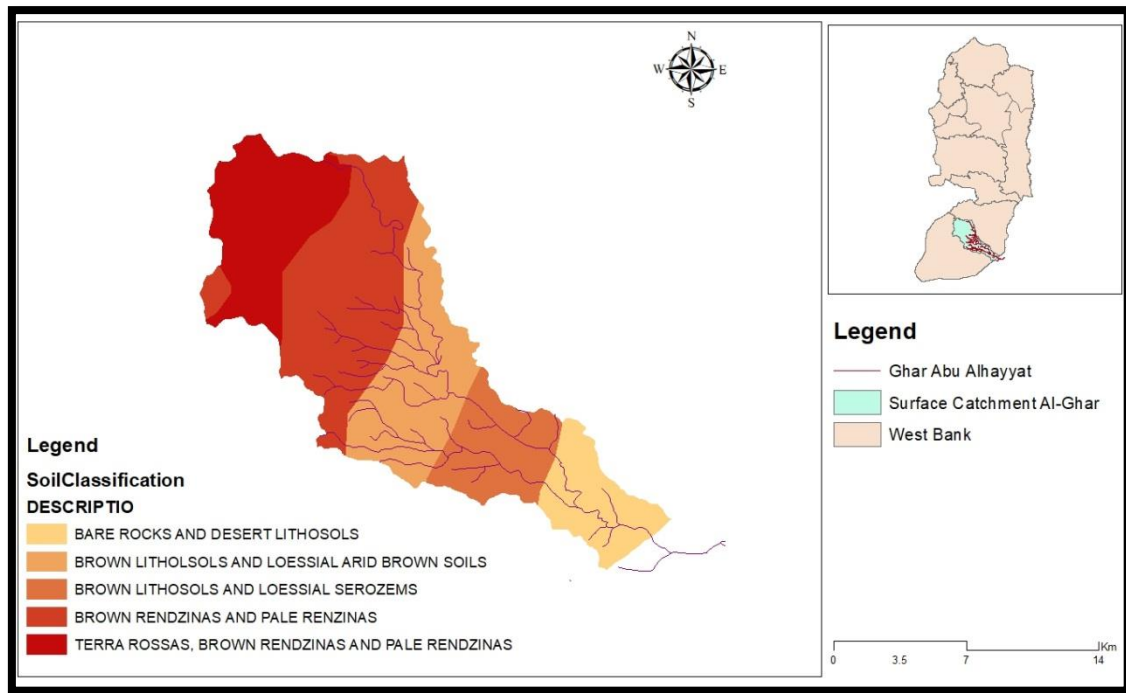 N
W E
S
Legend
SoilClassification
DESCRIPTIO
BARE ROCKS AND DESERT LITHOSOLS
BROWN LITHOLSOLS AND LOESSIAL ARID BROWN SOILS
BROWN LITHOSOLS AND LOESSIAL SEROZEMS
BROWN RENDZINAS AND PALE RENZINAS
TERRA ROSSAS, BROWN RENDZINAS AND PALE RENDZINAS
Legend
Ghar Abu Alhayyat
Surface Catchment Al-Ghar
West Bank
Km
0 3.5 7 14